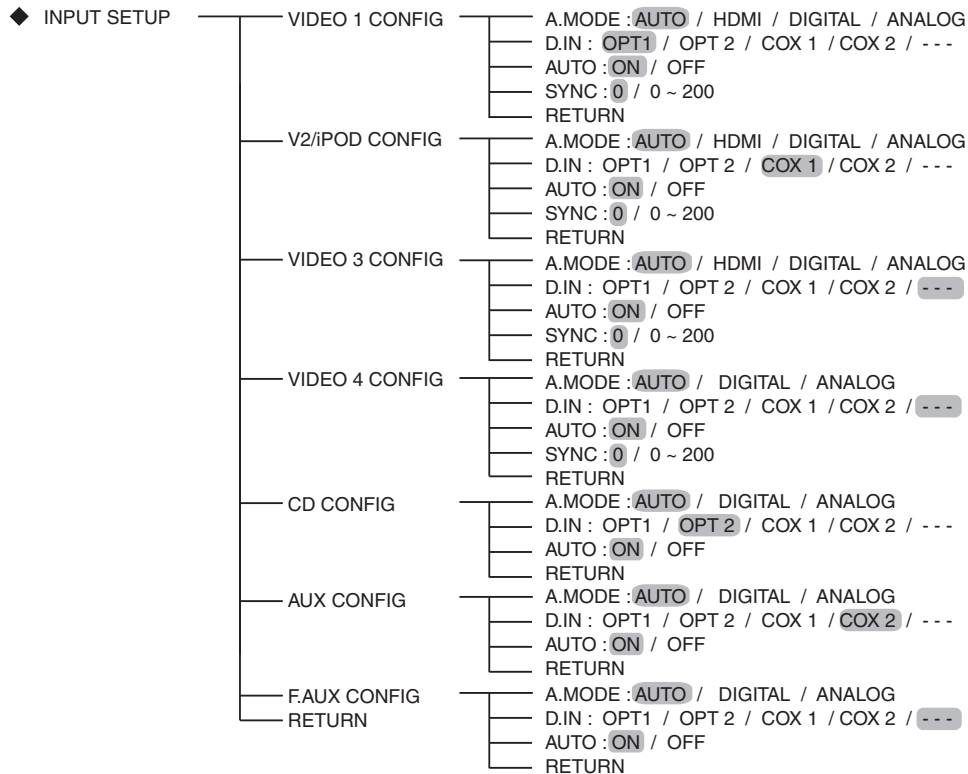 ◆ INPUT SETUP
VIDEO 1 CONFIG
A.MODE : AUTO / HDMI / DIGITAL / ANALOG
D.IN : OPT1 / OPT 2 / COX 1 / COX 2 / - - -
AUTO : ON / OFF
SYNC : 0 / 0 ~ 200
RETURN
V2/iPOD CONFIG
A.MODE : AUTO / HDMI / DIGITAL / ANALOG
D.IN : OPT1 / OPT 2 / COX 1 / COX 2 / - - -
AUTO : ON / OFF
SYNC : 0 / 0 ~ 200
RETURN
VIDEO 3 CONFIG
A.MODE : AUTO / HDMI / DIGITAL / ANALOG
D.IN : OPT1 / OPT 2 / COX 1 / COX 2 / - - -
AUTO : ON / OFF
SYNC : 0 / 0 ~ 200
RETURN
VIDEO 4 CONFIG
A.MODE : AUTO / DIGITAL / ANALOG
D.IN : OPT1 / OPT 2 / COX 1 / COX 2 / - - -
AUTO : ON / OFF
SYNC : 0 / 0 ~ 200
RETURN
CD CONFIG
A.MODE : AUTO / DIGITAL / ANALOG
D.IN : OPT1 / OPT 2 / COX 1 / COX 2 / - - -
AUTO : ON / OFF
RETURN
AUX CONFIG
A.MODE : AUTO / DIGITAL / ANALOG
D.IN : OPT1 / OPT 2 / COX 1 / COX 2 / - - -
AUTO : ON / OFF
RETURN
F.AUX CONFIG
A.MODE : AUTO / DIGITAL / ANALOG
D.IN : OPT1 / OPT 2 / COX 1 / COX 2 / - - -
AUTO : ON / OFF
RETURN
RETURN